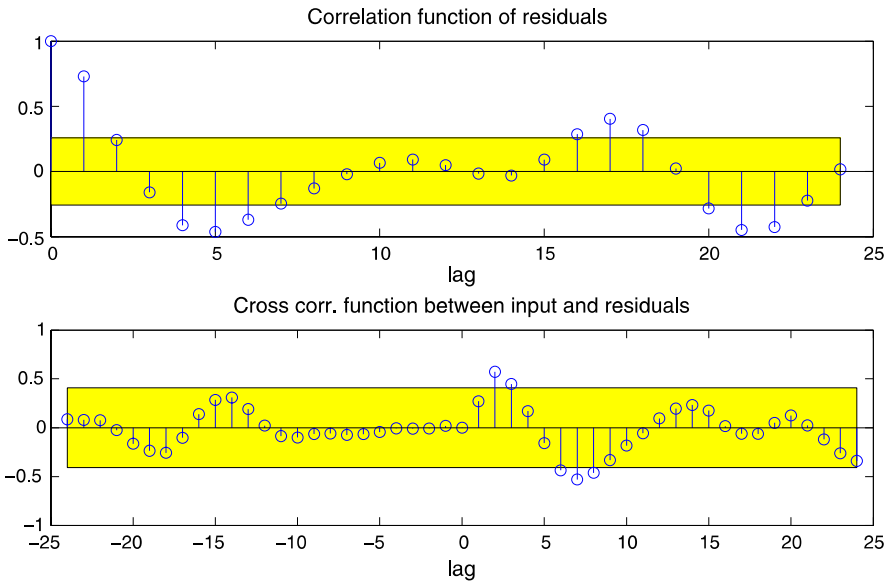 Correlation function of residuals
1
0.5
0
−0.5
0 5 10 15 20 25
lag
Cross corr. function between input and residuals
1
0.5
0
−0.5
−1
−25 −20 −15 −10 −5 0 5 10 15 20 25
lag